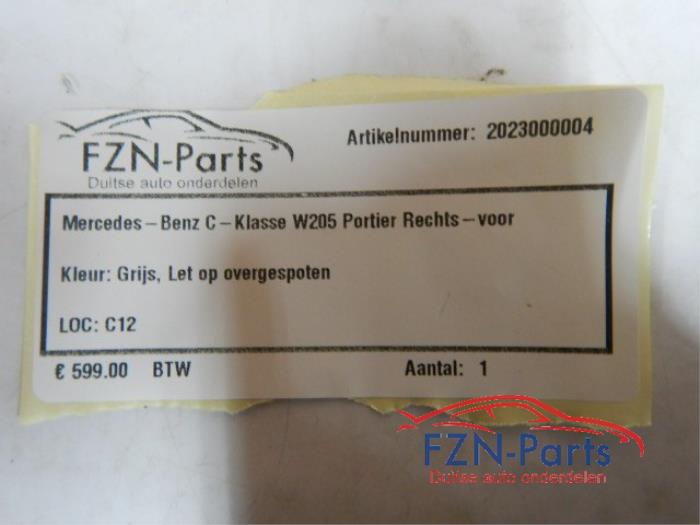 FZN-Parts
Duitse auto onderdelen
Artikelnummer: 2023000004
Mercedes-Benz C-Klasse W205 Portier Rechts-voor
Kleur: Grijs, Let op overgespoten
LOC: C12
€ 599.00 BTW
Aantal: 1
FZN-Parts
Duitse auto onderdelen